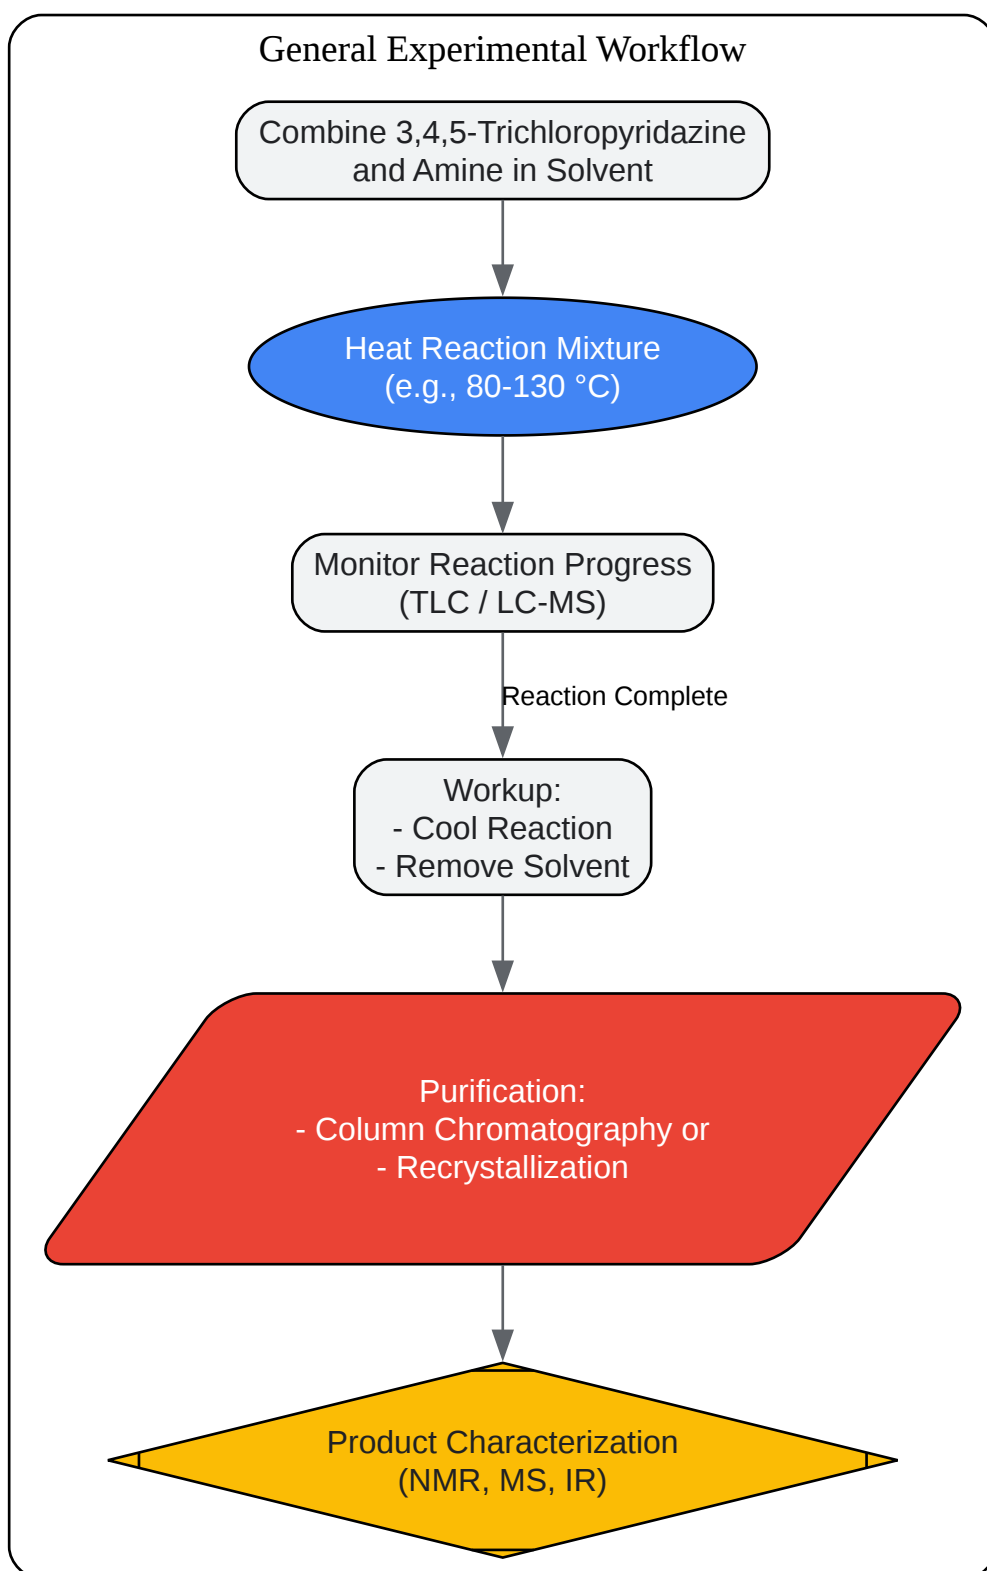 General Experimental Workflow
Combine 3,4,5-Trichloropyridazine
and Amine in Solvent
Heat Reaction Mixture
(e.g., 80-130 °C)
Monitor Reaction Progress
(TLC / LC-MS)
Reaction Complete
Workup:
- Cool Reaction
- Remove Solvent
Purification:
- Column Chromatography or
- Recrystallization
Product Characterization
(NMR, MS, IR)